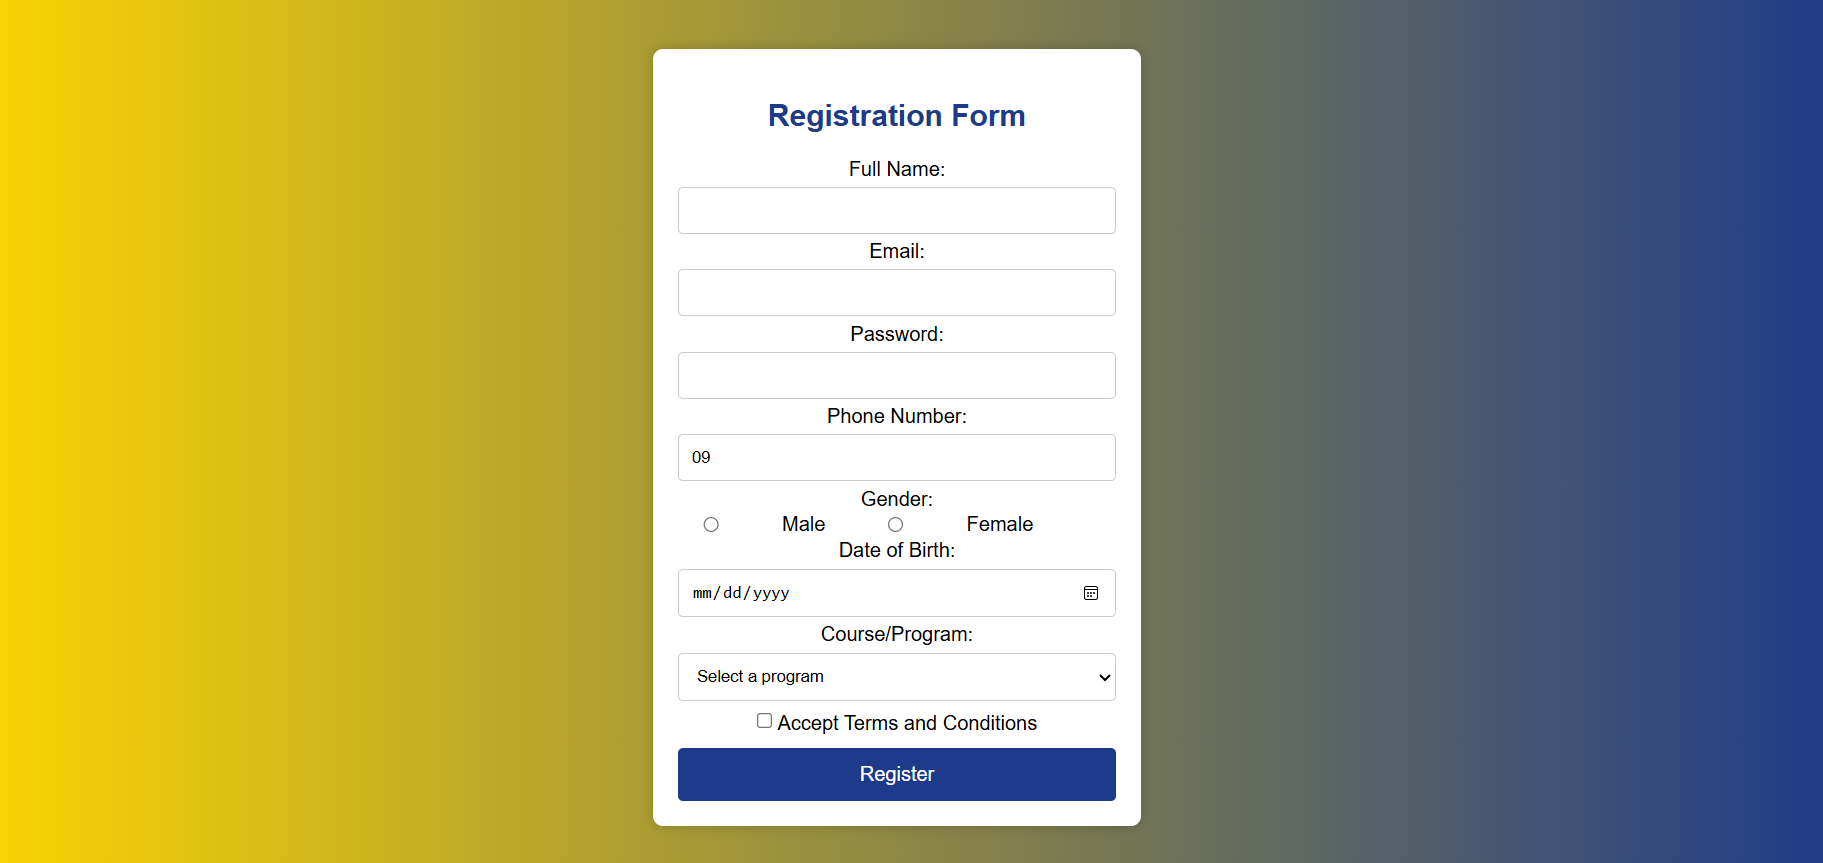 Registration Form
Full Name:
Email:
Password:
Phone Number:
09
Gender:
Male Female
Date of Birth:
mm/dd/yyyy
Course/Program:
Select a program
Accept Terms and Conditions
Register